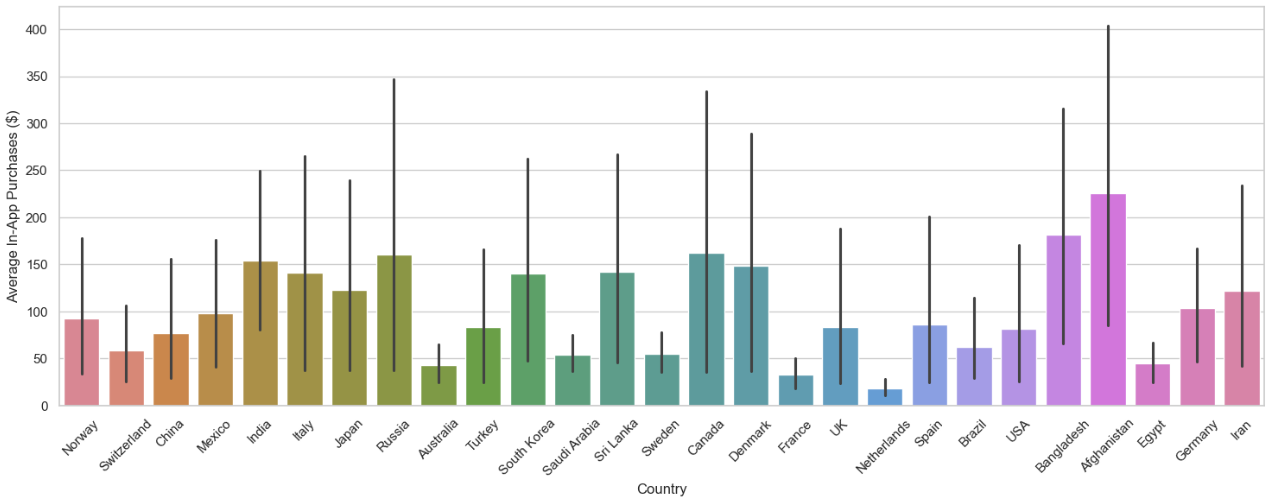 Average In-App Purchases ($)
400
350
300
250
200
150
100
50
0
Norway
Switzerland
China
Mexico
India
Italy
Japan
Russia
Australia
Turkey
South Korea
Saudi Arabia
Sri Lanka
Sweden
Canada
Denmark
France
UK
Netherlands
Spain
Brazil
USA
Bangladesh
Afghanistan
Egypt
Germany
Iran
Country